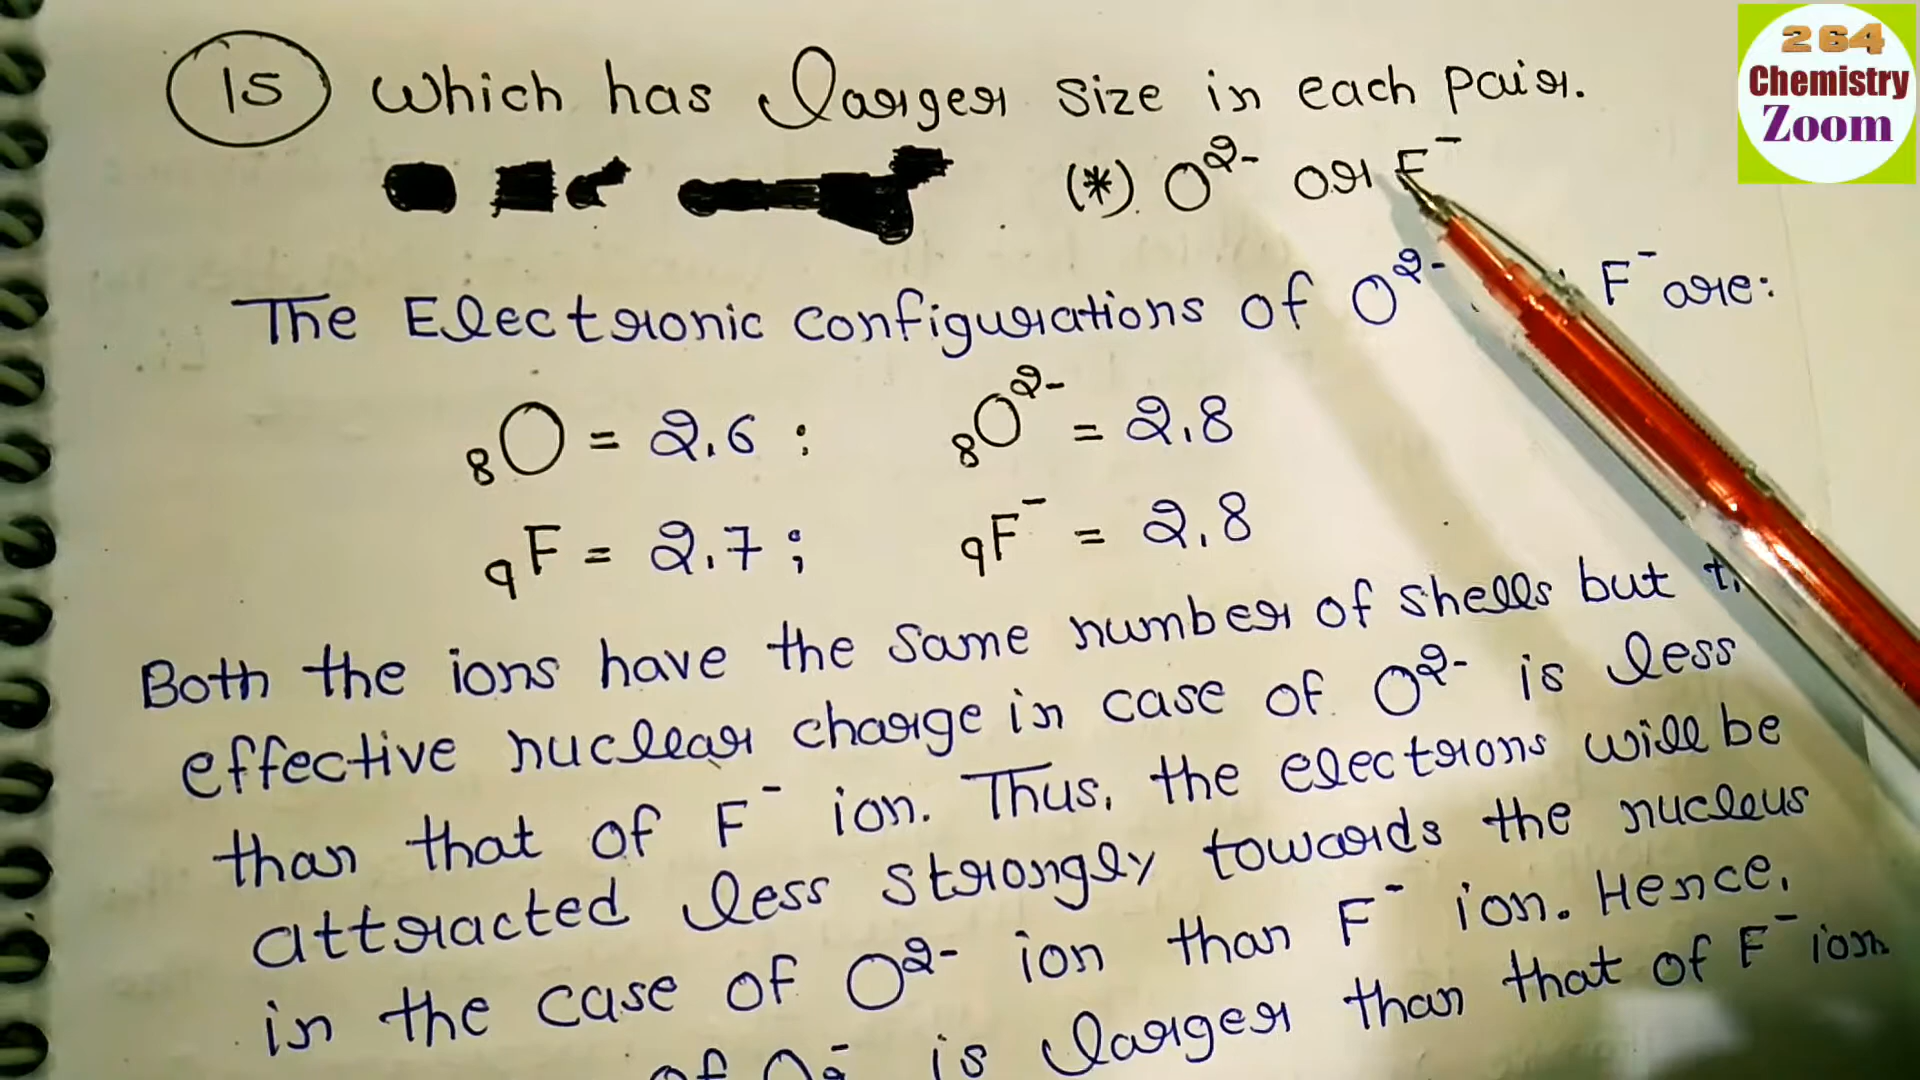 264
Chemistry
Zoom
15 Which has larger size in each pair.
(*). O²⁻ or F⁻
The Electronic configurations of O²⁻ F⁻ are:
₈O = 2,6 ; ₈O²⁻ = 2,8
₉F = 2,7 ; ₉F⁻ = 2,8
Both the ions have the same number of shells but
effective nuclear charge in case of O²⁻ is less
than that of F⁻ ion. Thus, the electrons will be
attracted less strongly towards the nucleus
in the case of O²⁻ ion than F⁻ ion. Hence,
of is larger than that of F⁻ ion.